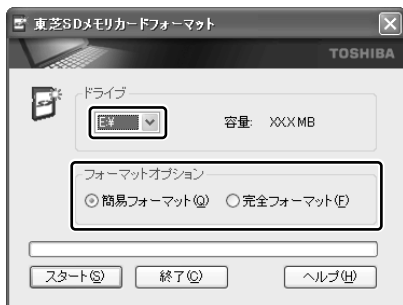 東芝SDメモリカードフォーマット
TOSHIBA
ドライブ
E:¥
容量: XXXMB
フォーマットオプション
簡易フォーマット(Q) 完全フォーマット(F)
スタート(S) 終了(C) ヘルプ(H)